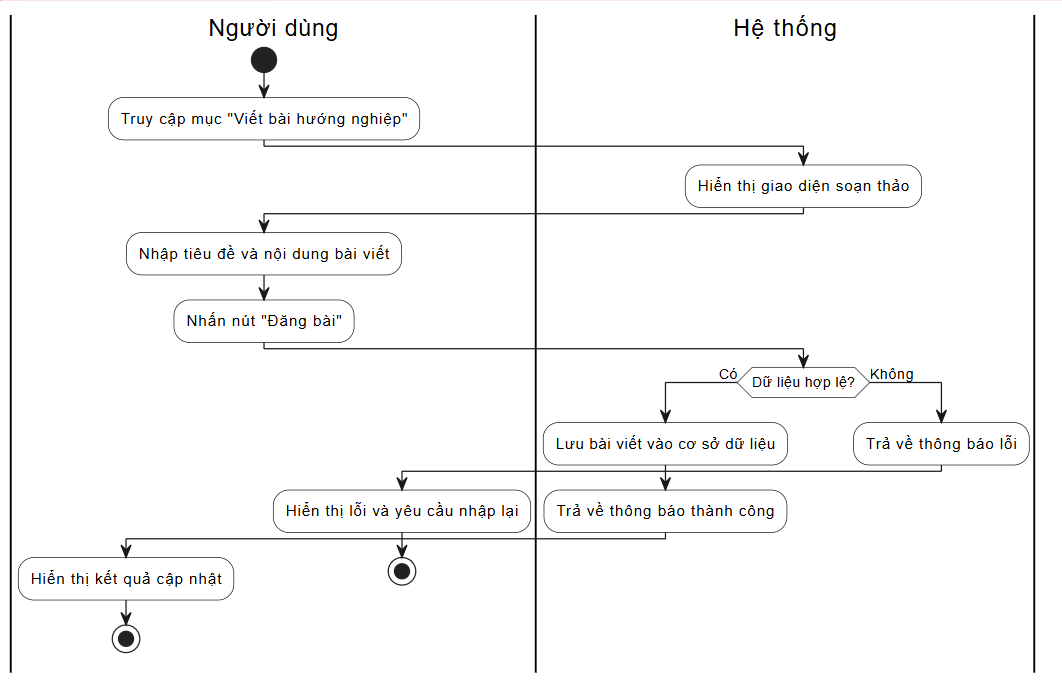 Người dùng
Hệ thống
Truy cập mục "Viết bài hướng nghiệp"
Hiển thị giao diện soạn thảo
Nhập tiêu đề và nội dung bài viết
Nhấn nút "Đăng bài"
Có
Dữ liệu hợp lệ?
Không
Lưu bài viết vào cơ sở dữ liệu
Trả về thông báo lỗi
Hiển thị lỗi và yêu cầu nhập lại
Trả về thông báo thành công
Hiển thị kết quả cập nhật